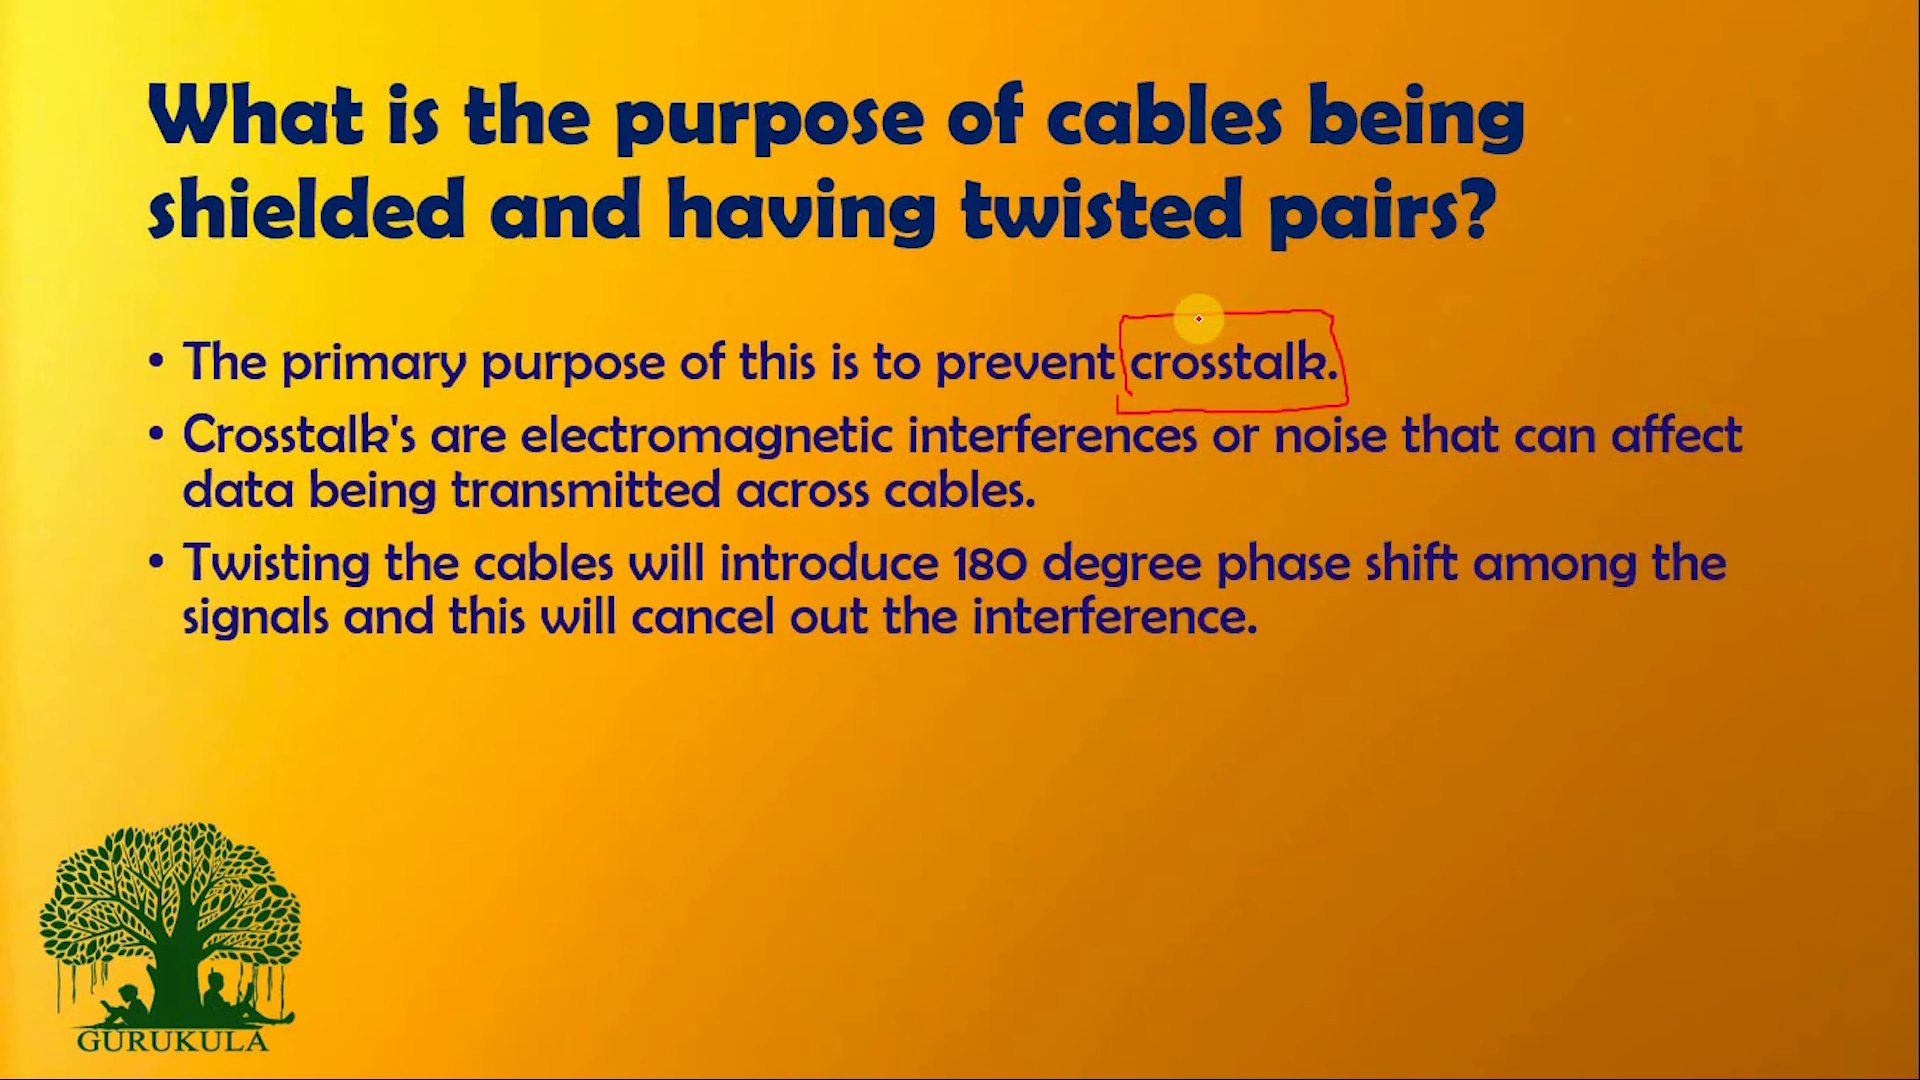 What is the purpose of cables being
shielded and having twisted pairs?
• The primary purpose of this is to prevent crosstalk.
• Crosstalk's are electromagnetic interferences or noise that can affect
data being transmitted across cables.
• Twisting the cables will introduce 180 degree phase shift among the
signals and this will cancel out the interference.
GURUKULA